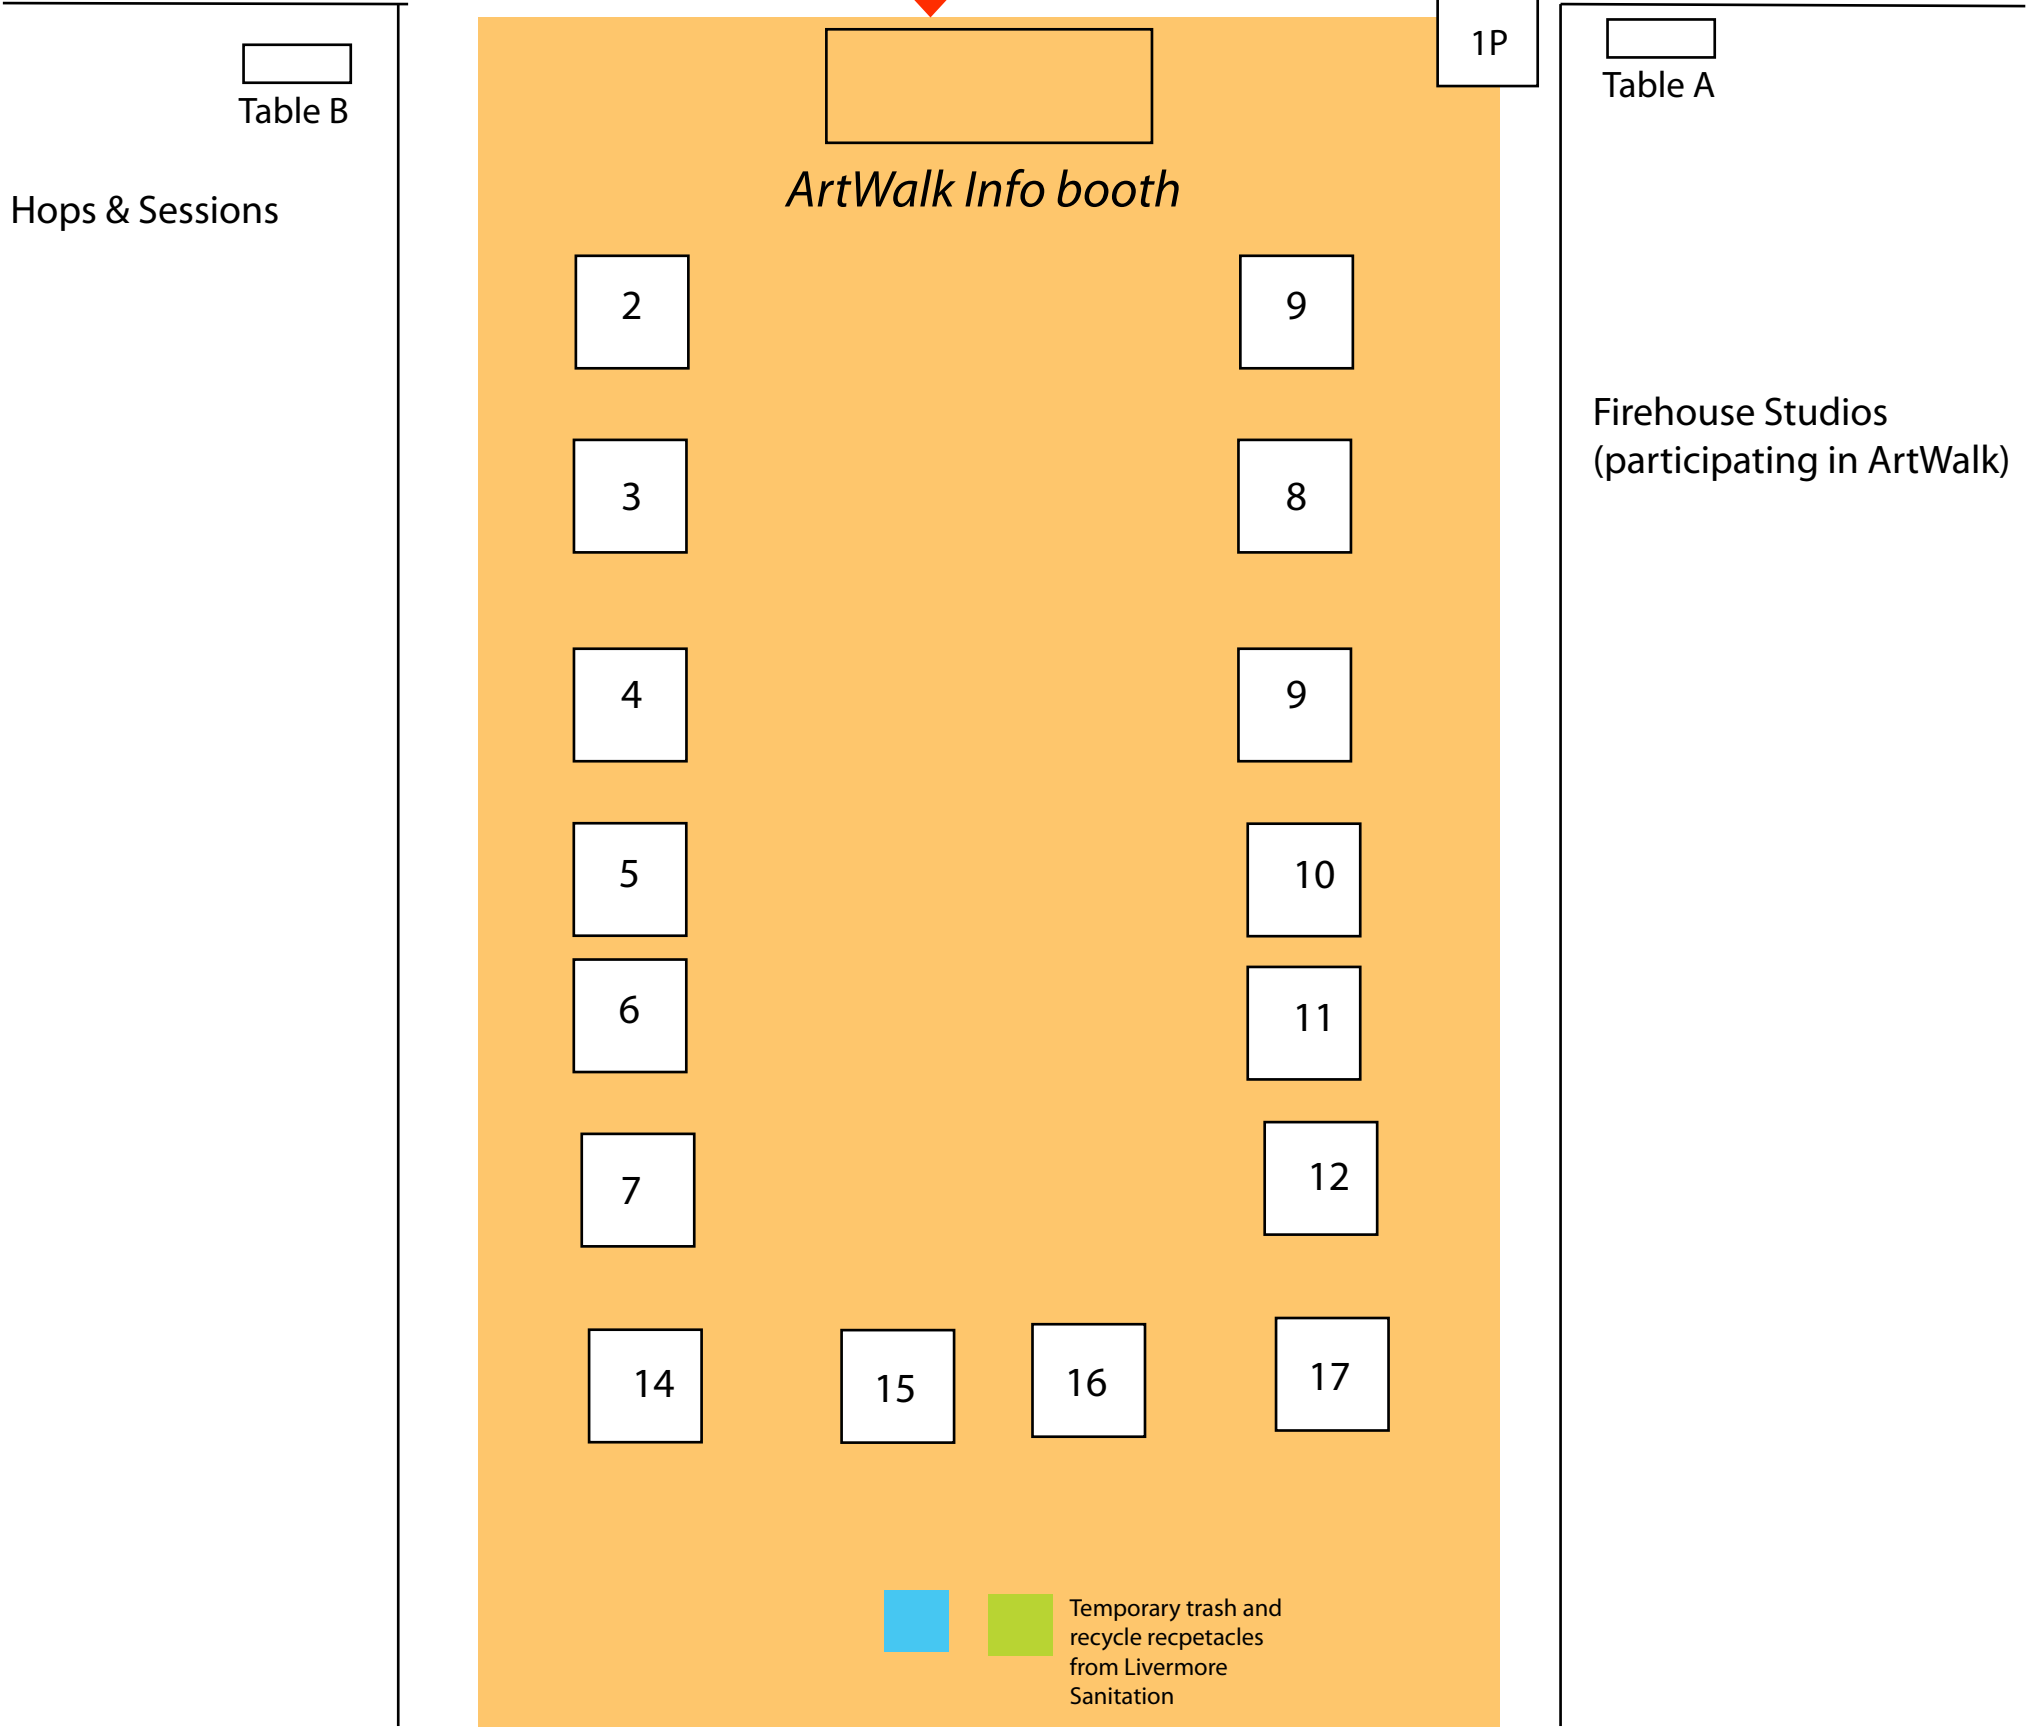 1P
Table B
Table A
Hops & Sessions
ArtWalk Info booth
2
9
3
8
Firehouse Studios
(participating in ArtWalk)
4
9
5
10
6
11
7
12
14
15
16
17
Temporary trash and
recycle recpetacles
from Livermore
Sanitation